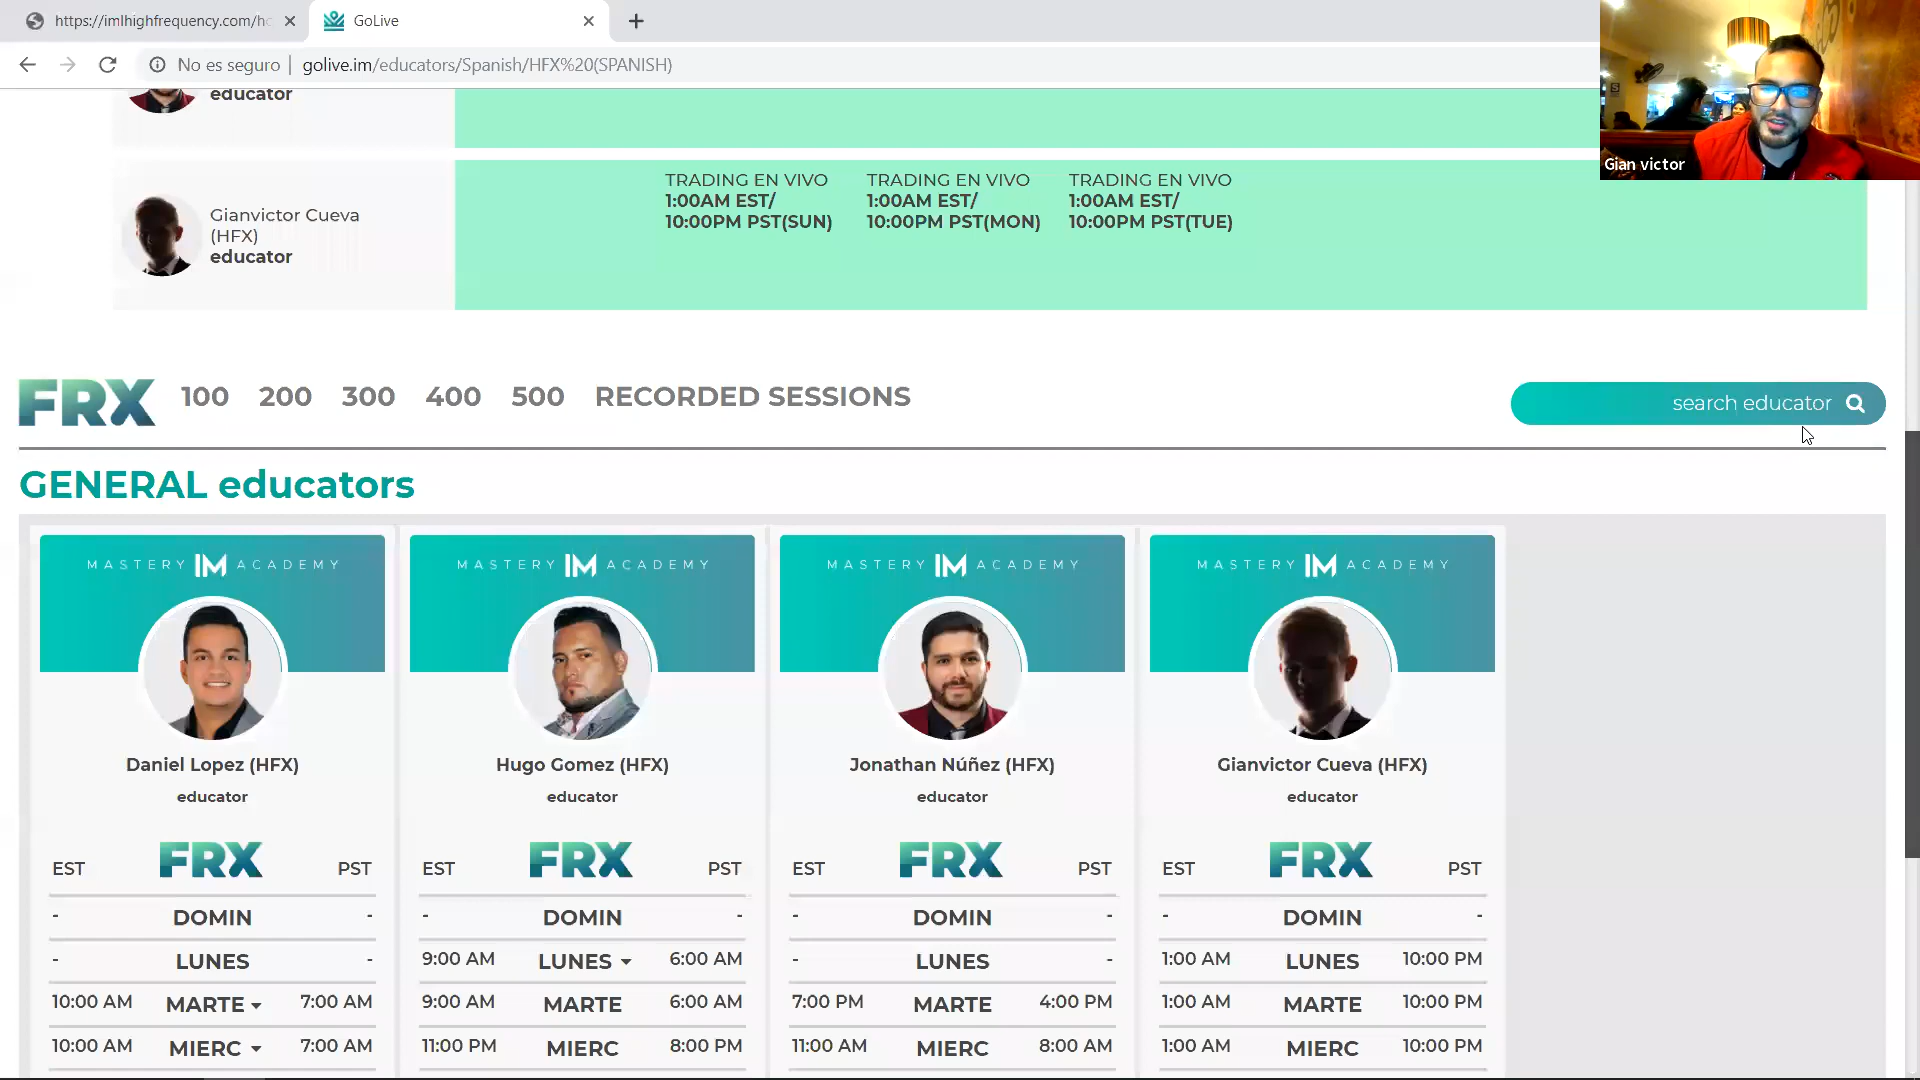 https://imlhighfrequency.com/hc
GoLive
No es seguro
golive.im/educators/Spanish/HFX%20(SPANISH)
educator
Gian victor
Gianvictor Cueva
(HFX)
educator
TRADING EN VIVO
1:00AM EST/
10:00PM PST(SUN)
TRADING EN VIVO
1:00AM EST/
10:00PM PST(MON)
TRADING EN VIVO
1:00AM EST/
10:00PM PST(TUE)
FRX 100 200 300 400 500 RECORDED SESSIONS
search educator
GENERAL educators
MASTERY IM ACADEMY
Daniel Lopez (HFX)
educator
EST FRX PST
- DOMIN -
- LUNES -
10:00 AM MARTE 7:00 AM
10:00 AM MIERC 7:00 AM
MASTERY IM ACADEMY
Hugo Gomez (HFX)
educator
EST FRX PST
- DOMIN -
9:00 AM LUNES 6:00 AM
9:00 AM MARTE 6:00 AM
11:00 PM MIERC 8:00 PM
MASTERY IM ACADEMY
Jonathan Núñez (HFX)
educator
EST FRX PST
- DOMIN -
- LUNES -
7:00 PM MARTE 4:00 PM
11:00 AM MIERC 8:00 AM
MASTERY IM ACADEMY
Gianvictor Cueva (HFX)
educator
EST FRX PST
- DOMIN -
1:00 AM LUNES 10:00 PM
1:00 AM MARTE 10:00 PM
1:00 AM MIERC 10:00 PM